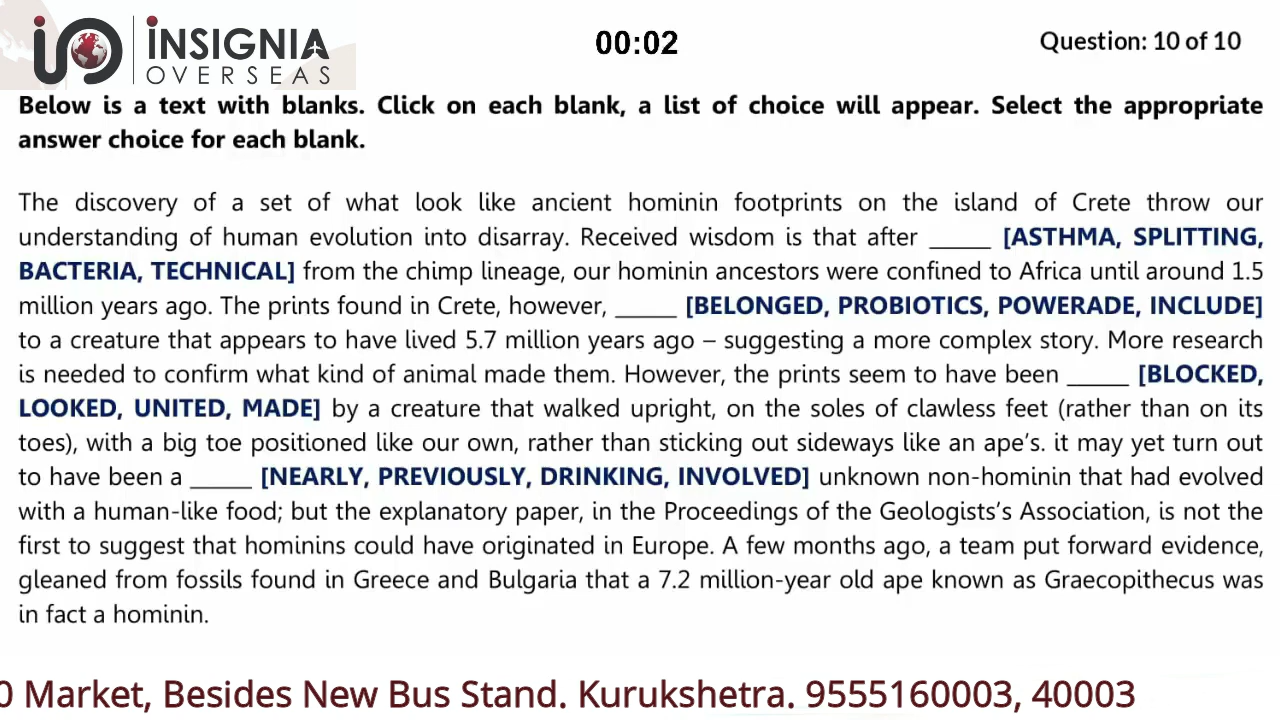 INSIGNIA
OVERSEAS
00:02
Question: 10 of 10
Below is a text with blanks. Click on each blank, a list of choice will appear. Select the appropriate
answer choice for each blank.
The discovery of a set of what look like ancient hominin footprints on the island of Crete throw our
understanding of human evolution into disarray. Received wisdom is that after _____ [ASTHMA, SPLITTING,
BACTERIA, TECHNICAL] from the chimp lineage, our hominin ancestors were confined to Africa until around 1.5
million years ago. The prints found in Crete, however, _____ [BELONGED, PROBIOTICS, POWERADE, INCLUDE]
to a creature that appears to have lived 5.7 million years ago – suggesting a more complex story. More research
is needed to confirm what kind of animal made them. However, the prints seem to have been _____ [BLOCKED,
LOOKED, UNITED, MADE] by a creature that walked upright, on the soles of clawless feet (rather than on its
toes), with a big toe positioned like our own, rather than sticking out sideways like an ape's. it may yet turn out
to have been a _____ [NEARLY, PREVIOUSLY, DRINKING, INVOLVED] unknown non-hominin that had evolved
with a human-like food; but the explanatory paper, in the Proceedings of the Geologists's Association, is not the
first to suggest that hominins could have originated in Europe. A few months ago, a team put forward evidence,
gleaned from fossils found in Greece and Bulgaria that a 7.2 million-year old ape known as Graecopithecus was
in fact a hominin.
0 Market, Besides New Bus Stand. Kurukshetra. 9555160003, 40003